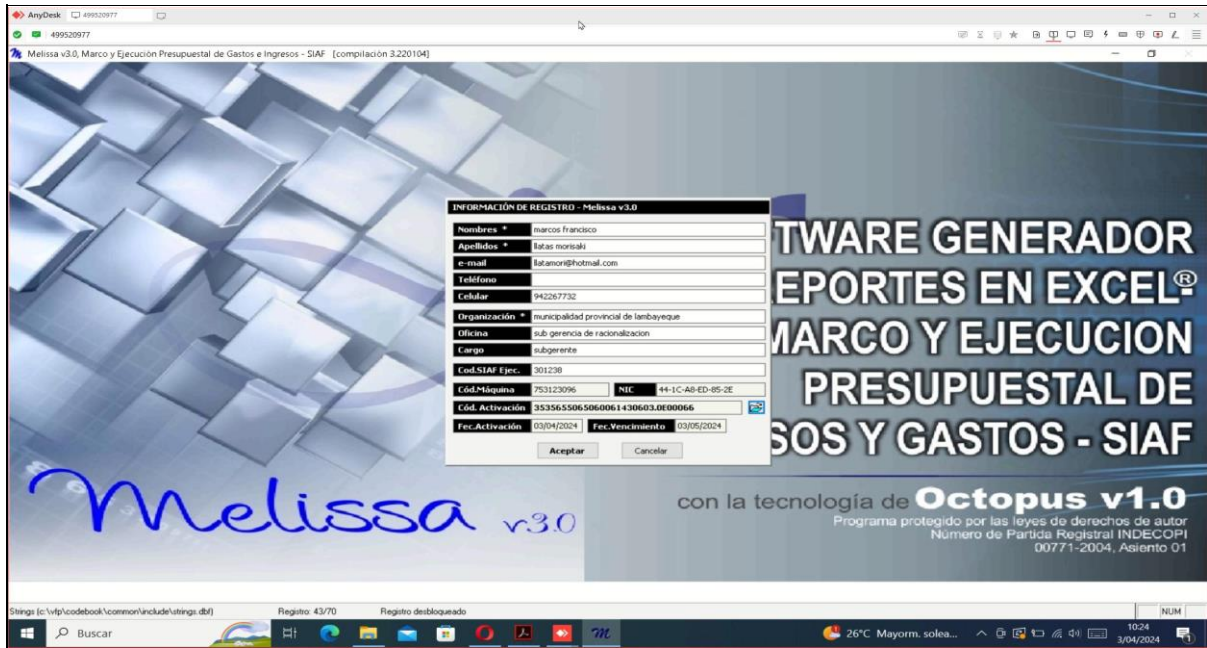 AnyDesk 499520977
499520977
Melissa v3.0, Marco y Ejecución Presupuestal de Gastos e Ingresos - SIAF [compilación 3.220104]
INFORMACIÓN DE REGISTRO - Melissa v3.0
Nombres * marcos francisco
Apellidos * llatas morisaki
e-mail llatamori@hotmail.com
Teléfono
Celular 942267732
Organización * municipalidad provincial de lambayeque
Oficina sub gerencia de racionalizacion
Cargo subgerente
Cod.SIAF Ejec. 301238
Cód.Máquina 753123096 NIC 44-1C-A8-ED-85-2E
Cód. Activación 3535655065060061430603.0E00066
Fec.Activación 03/04/2024 Fec.Vencimiento 03/05/2024
Aceptar Cancelar
TWARE GENERADOR
EPORTES EN EXCEL®
MARCO Y EJECUCION
PRESUPUESTAL DE
SOS Y GASTOS - SIAF
Melissa v3.0
con la tecnología de Octopus v1.0
Programa protegido por las leyes de derechos de autor
Número de Partida Registral INDECOPI
00771-2004, Asiento 01
Strings (c:\vfp\codebook\common\include\strings.dbf) Registro: 43/70 Registro desbloqueado NUM
Buscar 26°C Mayorm. solea... 10:24
3/04/2024